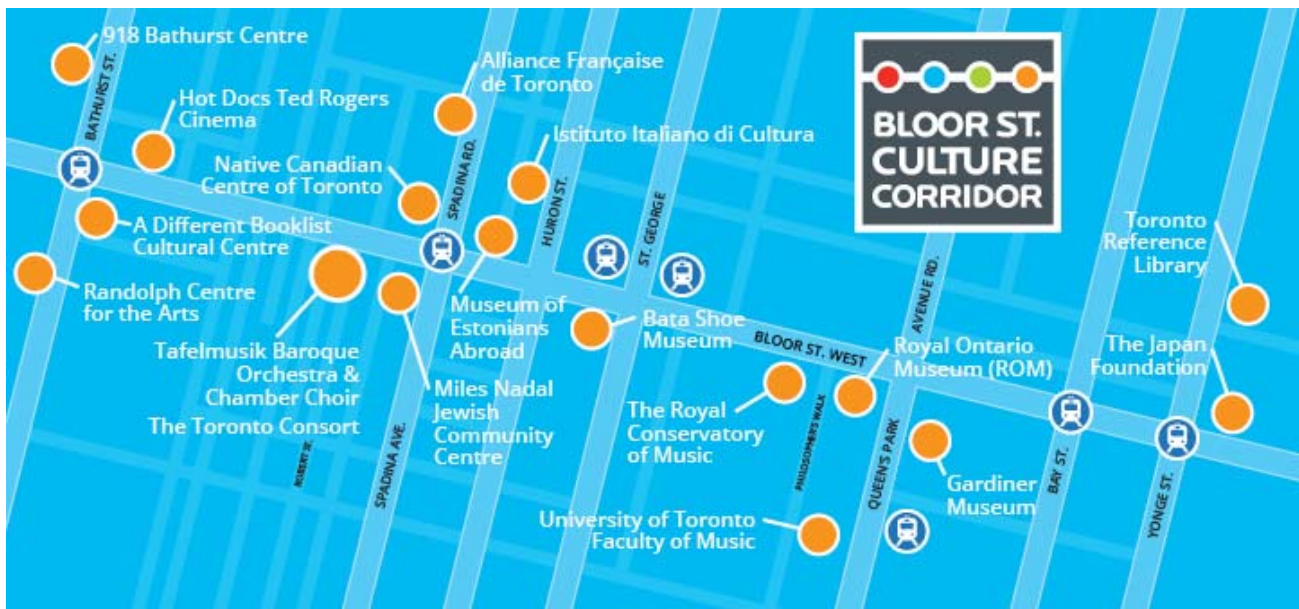 918 Bathurst Centre
BATHURST ST.
Hot Docs Ted Rogers
Cinema
Alliance Française
de Toronto
SPADINA RD.
Istituto Italiano di Cultura
Native Canadian
Centre of Toronto
HURON ST.
ST. GEORGE
BLOOR ST.
CULTURE
CORRIDOR
A Different Booklist
Cultural Centre
Randolph Centre
for the Arts
Tafelmusik Baroque
Orchestra &
Chamber Choir
The Toronto Consort
ROBERT ST.
SPADINA AVE.
Miles Nadal
Jewish
Community
Centre
Museum of
Estonians
Abroad
Bata Shoe
Museum
BLOOR ST. WEST
The Royal
Conservatory
of Music
PHILOSOPHER'S WALK
University of Toronto
Faculty of Music
Royal Ontario
Museum (ROM)
AVENUE RD.
QUEEN'S PARK
Gardiner
Museum
BAY ST.
YONGE ST.
Toronto
Reference
Library
The Japan
Foundation